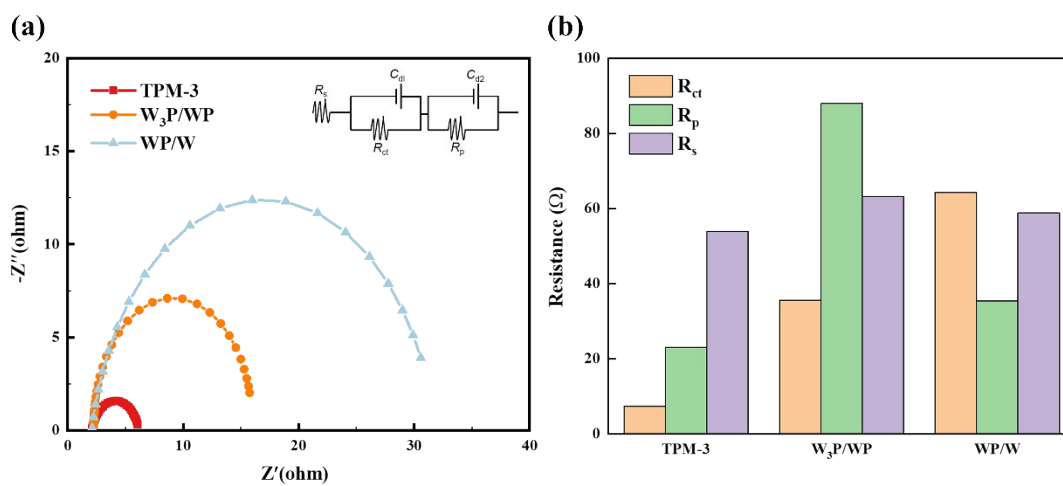 (a)
20
15
10
5
0
-Z″(ohm)
TPM-3
W₃P/WP
WP/W
Rs
Cdl
Rct
Cd2
Rp
0 10 20 30 40
Z′(ohm)
(b)
100
80
60
40
20
0
Resistance (Ω)
Rct
Rp
Rs
TPM-3 W₃P/WP WP/W